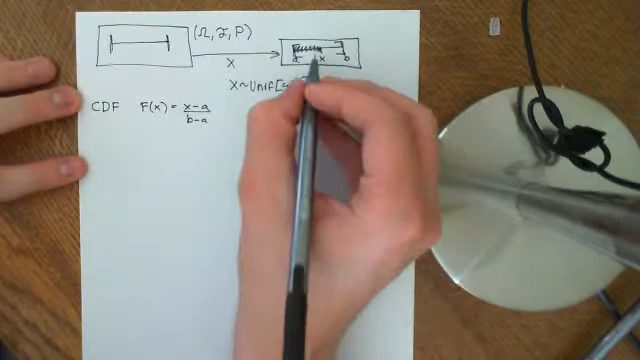 (Ω, ℱ, P)
X
a x b
X~Unif[a
CDF F(x) = x-a
b-a